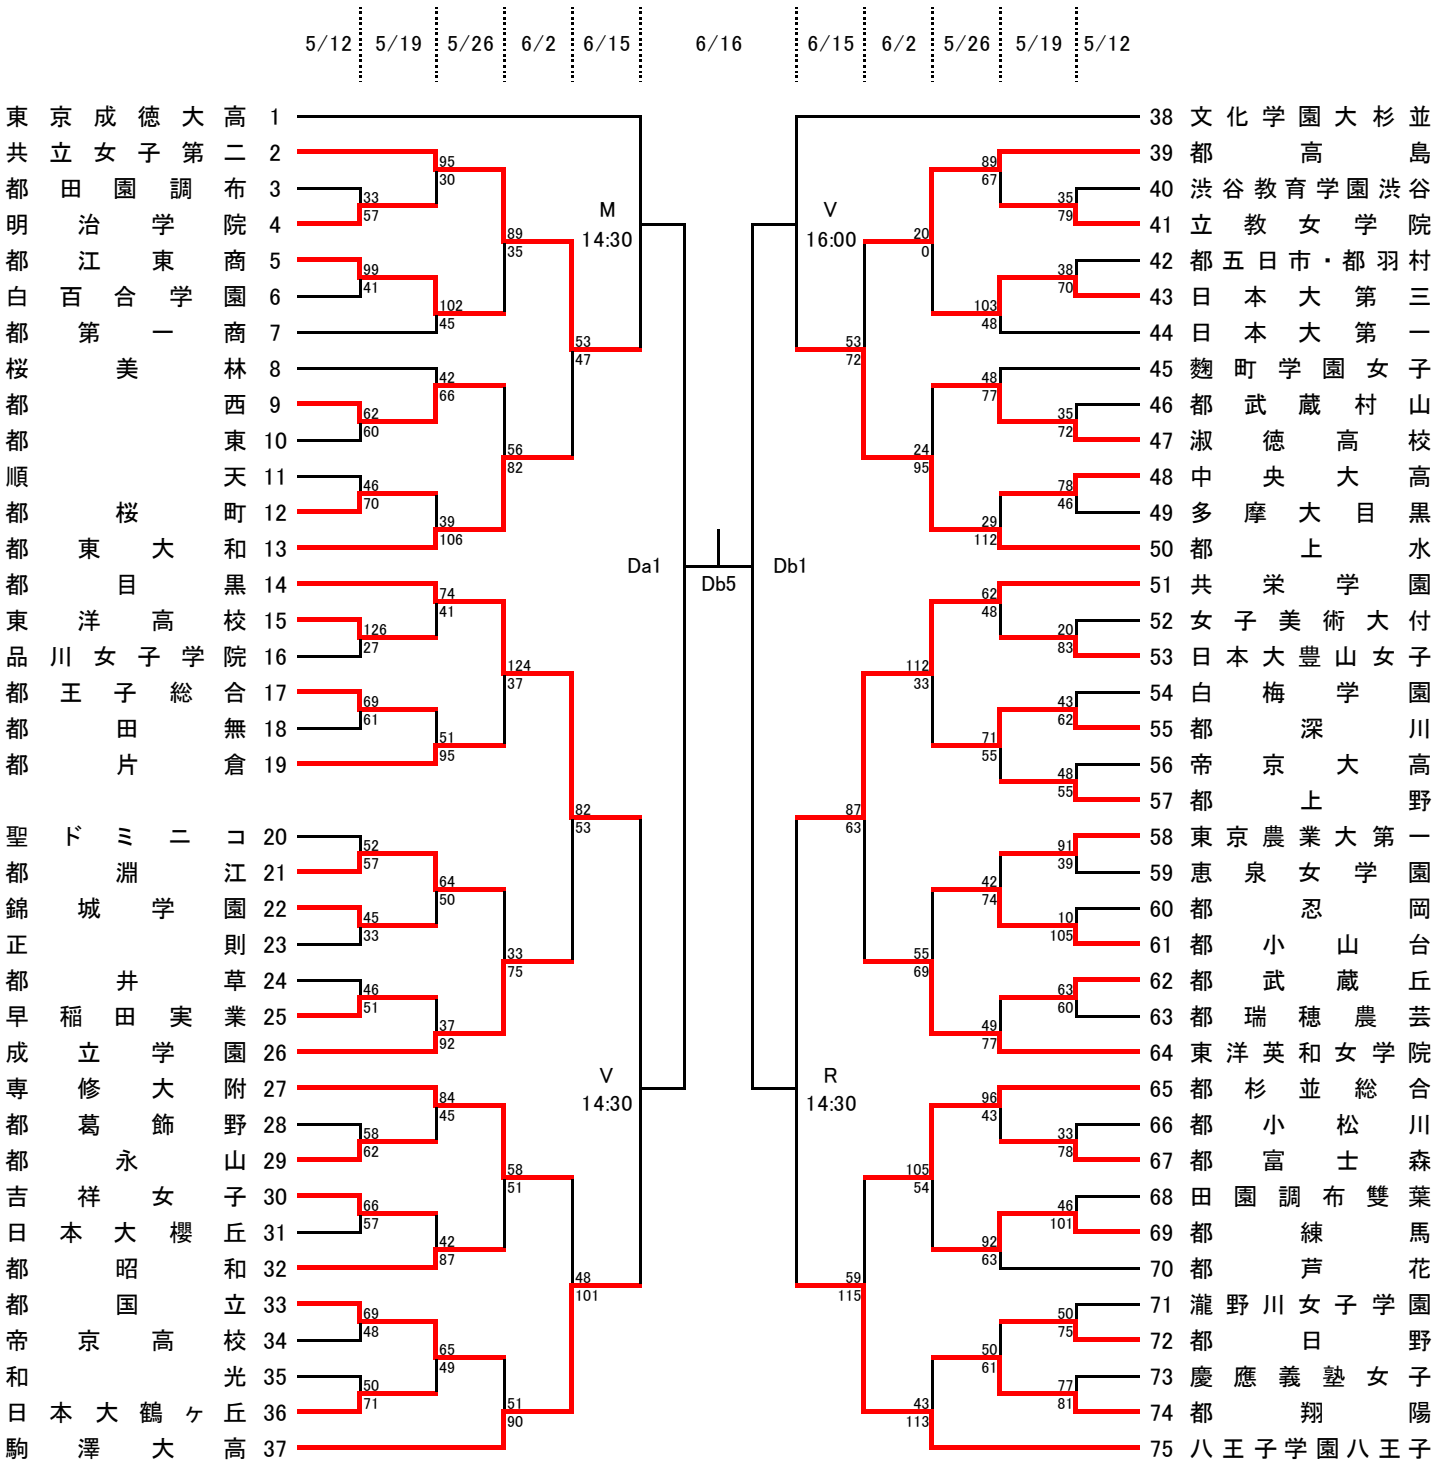 5/12 5/19 5/26 6/2 6/15 6/16 6/15 6/2 5/26 5/19 5/12
東京成徳大高 1
共立女子第二 2
都田園調布 3
明治学院 4
都江東商 5
白百合学園 6
都第一商 7
桜美林 8
都西 9
都東 10
順天 11
都桜町 12
都東大和 13
都目黒 14
東洋高校 15
品川女子学院 16
都王子総合 17
都田無 18
都片倉 19
聖ドミニコ 20
都淵江 21
錦城学園 22
正則 23
都井草 24
早稲田実業 25
成立学園 26
専修大附 27
都葛飾野 28
都永山 29
吉祥女子 30
日本大櫻丘 31
都昭和 32
都国立 33
帝京高校 34
和光 35
日本大鶴ヶ丘 36
駒澤大高 37
33
57
99
41
62
60
46
70
126
27
69
61
52
57
45
33
46
51
58
62
66
57
69
48
50
71
95
30
102
45
42
66
39
106
74
41
51
95
64
50
37
92
84
45
42
87
65
49
89
35
56
82
124
37
33
75
58
51
51
90
53
47
82
53
48
101
M
14:30
V
14:30
Da1
Db5
Db1
V
16:00
R
14:30
53
72
87
63
59
115
20
0
24
95
112
33
55
69
105
54
43
113
89
67
103
48
48
77
29
112
62
48
71
55
42
74
49
77
96
43
92
63
50
61
35
79
38
70
35
72
78
46
20
83
43
62
48
55
91
39
10
105
63
60
33
78
46
101
50
75
77
81
38 文化学園大杉並
39 都高島
40 渋谷教育学園渋谷
41 立教女学院
42 都五日市・都羽村
43 日本大第三
44 日本大第一
45 麴町学園女子
46 都武蔵村山
47 淑徳高校
48 中央大高
49 多摩大目黒
50 都上水
51 共栄学園
52 女子美術大付
53 日本大豊山女子
54 白梅学園
55 都深川
56 帝京大高
57 都上野
58 東京農業大第一
59 恵泉女学園
60 都忍岡
61 都小山台
62 都武蔵丘
63 都瑞穂農芸
64 東洋英和女学院
65 都杉並総合
66 都小松川
67 都富士森
68 田園調布雙葉
69 都練馬
70 都芦花
71 瀧野川女子学園
72 都日野
73 慶應義塾女子
74 都翔陽
75 八王子学園八王子